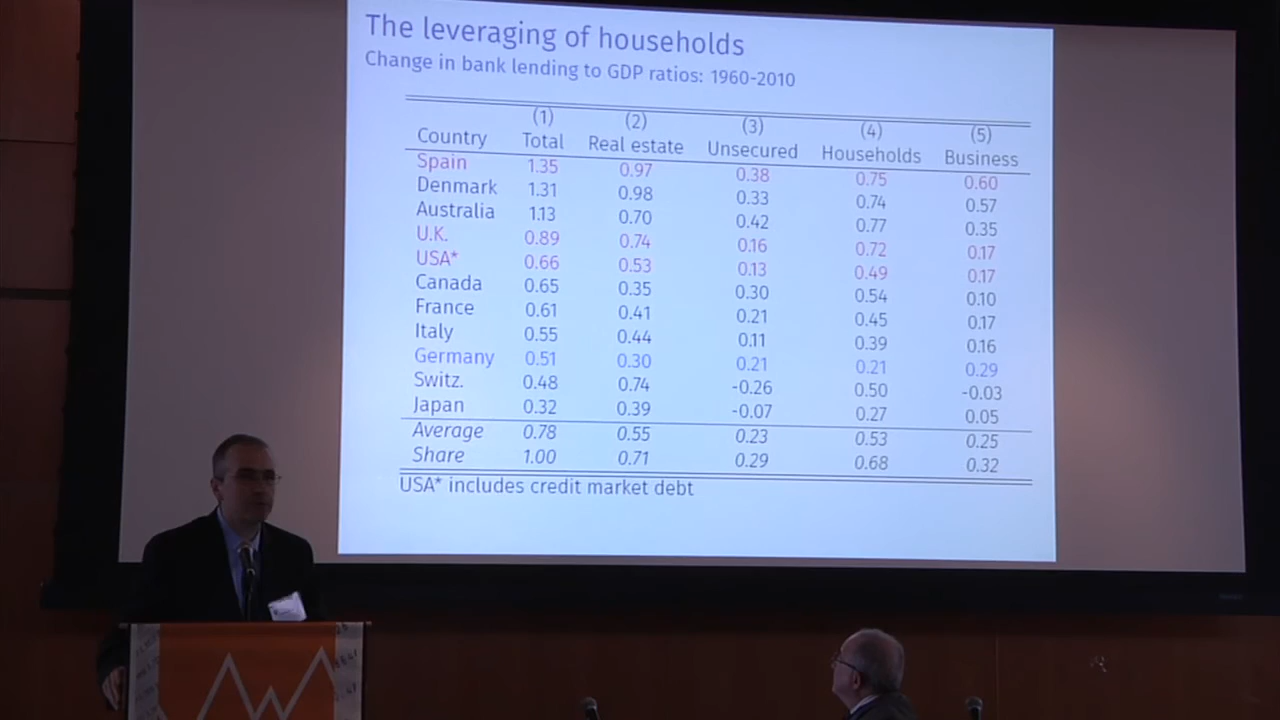 The leveraging of households
Change in bank lending to GDP ratios: 1960-2010
(1) (2) (3) (4) (5)
Country Total Real estate Unsecured Households Business
Spain 1.35 0.97 0.38 0.75 0.60
Denmark 1.31 0.98 0.33 0.74 0.57
Australia 1.13 0.70 0.42 0.77 0.35
U.K. 0.89 0.74 0.16 0.72 0.17
USA* 0.66 0.53 0.13 0.49 0.17
Canada 0.65 0.35 0.30 0.54 0.10
France 0.61 0.41 0.21 0.45 0.17
Italy 0.55 0.44 0.11 0.39 0.16
Germany 0.51 0.30 0.21 0.21 0.29
Switz. 0.48 0.74 -0.26 0.50 -0.03
Japan 0.32 0.39 -0.07 0.27 0.05
Average 0.78 0.55 0.23 0.53 0.25
Share 1.00 0.71 0.29 0.68 0.32
USA* includes credit market debt